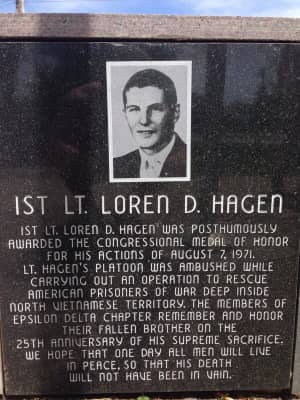 1ST LT. LOREN D. HAGEN
1ST LT. LOREN D. HAGEN WAS POSTHUMOUSLY
AWARDED THE CONGRESSIONAL MEDAL OF HONOR
FOR HIS ACTIONS OF AUGUST 7, 1971.
LT. HAGEN'S PLATOON WAS AMBUSHED WHILE
CARRYING OUT AN OPERATION TO RESCUE
AMERICAN PRISONERS OF WAR DEEP INSIDE
NORTH VIETNAMESE TERRITORY. THE MEMBERS OF
EPSILON DELTA CHAPTER REMEMBER AND HONOR
THEIR FALLEN BROTHER ON THE
25TH ANNIVERSARY OF HIS SUPREME SACRIFICE.
WE HOPE THAT ONE DAY ALL MEN WILL LIVE
IN PEACE, SO THAT HIS DEATH
WILL NOT HAVE BEEN IN VAIN.